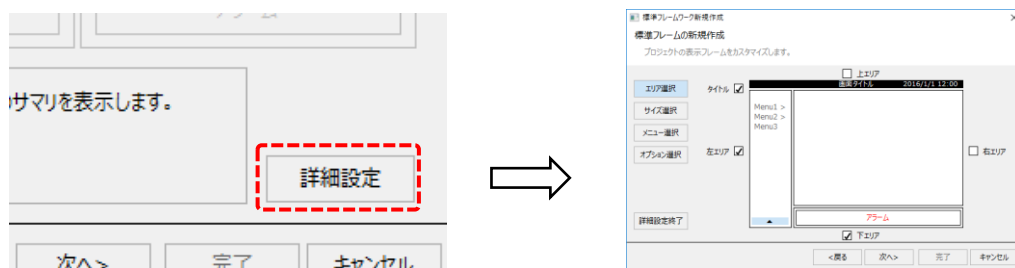 アラーム
のサマリを表示します。
詳細設定
次へ>
完了
キャンセル
標準フレームワーク新規作成
標準フレームの新規作成
プロジェクトの表示フレームをカスタマイズします。
上エリア
エリア選択
タイトル
画面タイトル 2016/1/1 12:00
サイズ選択
Menu1 >
Menu2 >
Menu3
メニュー選択
オプション選択
左エリア
右エリア
詳細設定終了
アラーム
下エリア
<戻る
次へ>
完了
キャンセル